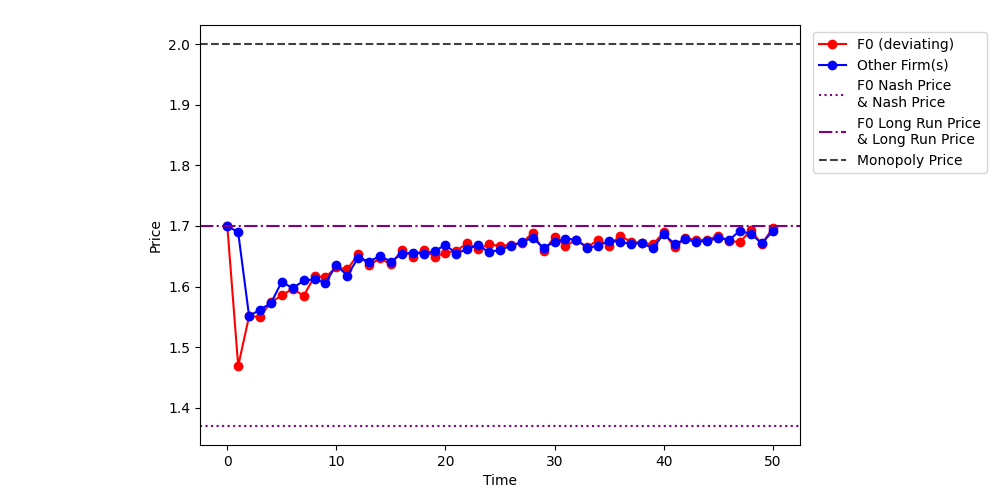 2.0
1.9
1.8
1.7
1.6
1.5
1.4
Price
0 10 20 30 40 50
Time
F0 (deviating)
Other Firm(s)
F0 Nash Price
& Nash Price
F0 Long Run Price
& Long Run Price
Monopoly Price